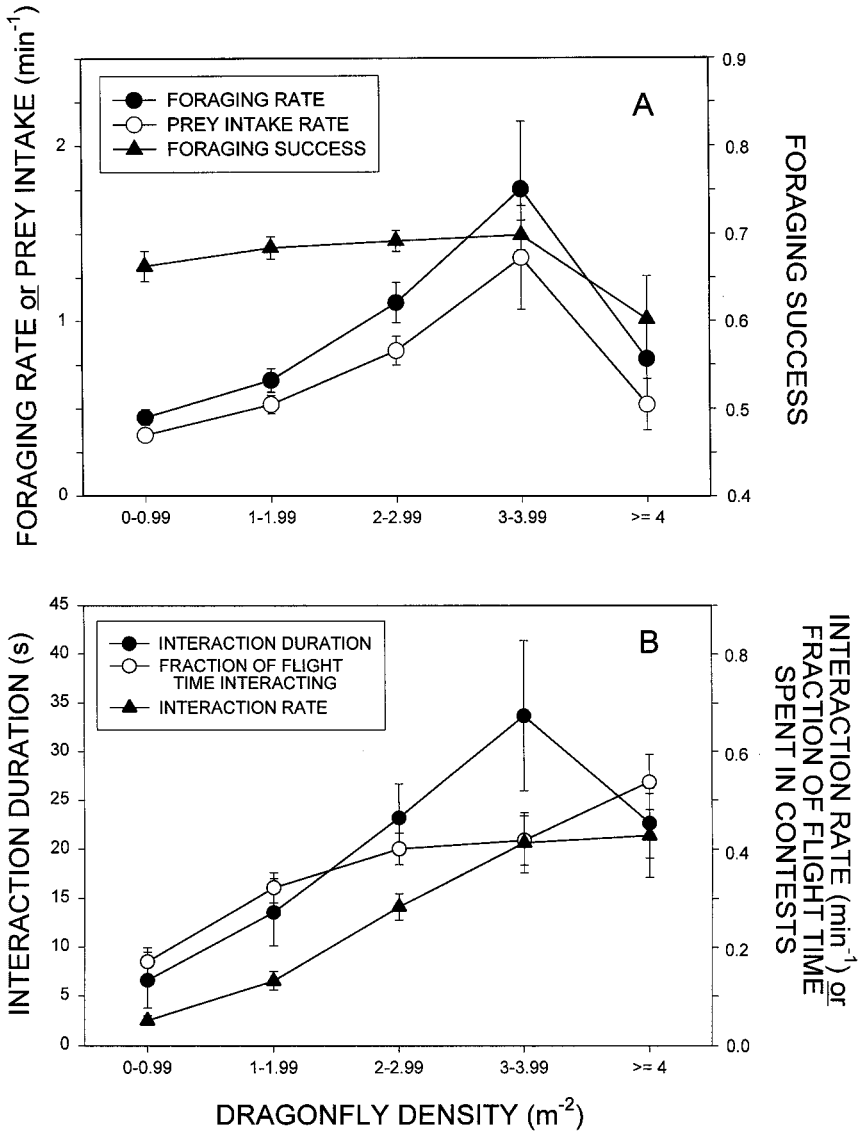 FORAGING RATE or PREY INTAKE (min-1)
2
1
0
FORAGING RATE
PREY INTAKE RATE
FORAGING SUCCESS
A
0.9
0.8
0.7
0.6
0.5
0.4
FORAGING SUCCESS
0-0.99
1-1.99
2-2.99
3-3.99
>= 4
INTERACTION DURATION (s)
45
40
35
30
25
20
15
10
5
0
INTERACTION DURATION
FRACTION OF FLIGHT
TIME INTERACTING
INTERACTION RATE
B
0.8
0.6
0.4
0.2
0.0
INTERACTION RATE (min-1) or
FRACTION OF FLIGHT TIME
SPENT IN CONTESTS
0-0.99
1-1.99
2-2.99
3-3.99
>= 4
DRAGONFLY DENSITY (m-2)